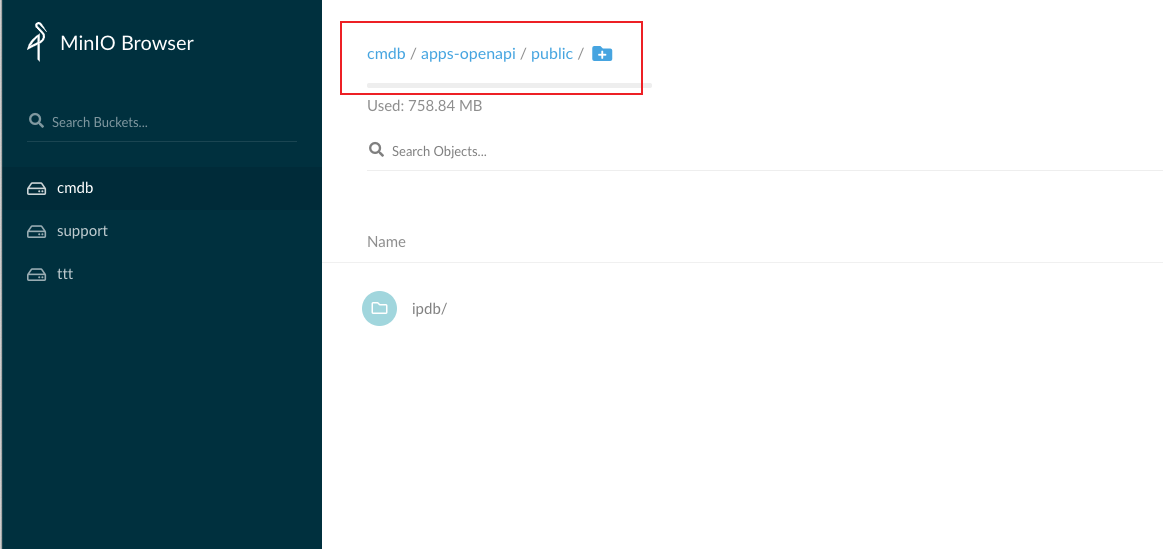 MinIO Browser
Search Buckets...
cmdb
support
ttt
cmdb / apps-openapi / public /
Used: 758.84 MB
Search Objects...
Name
ipdb/